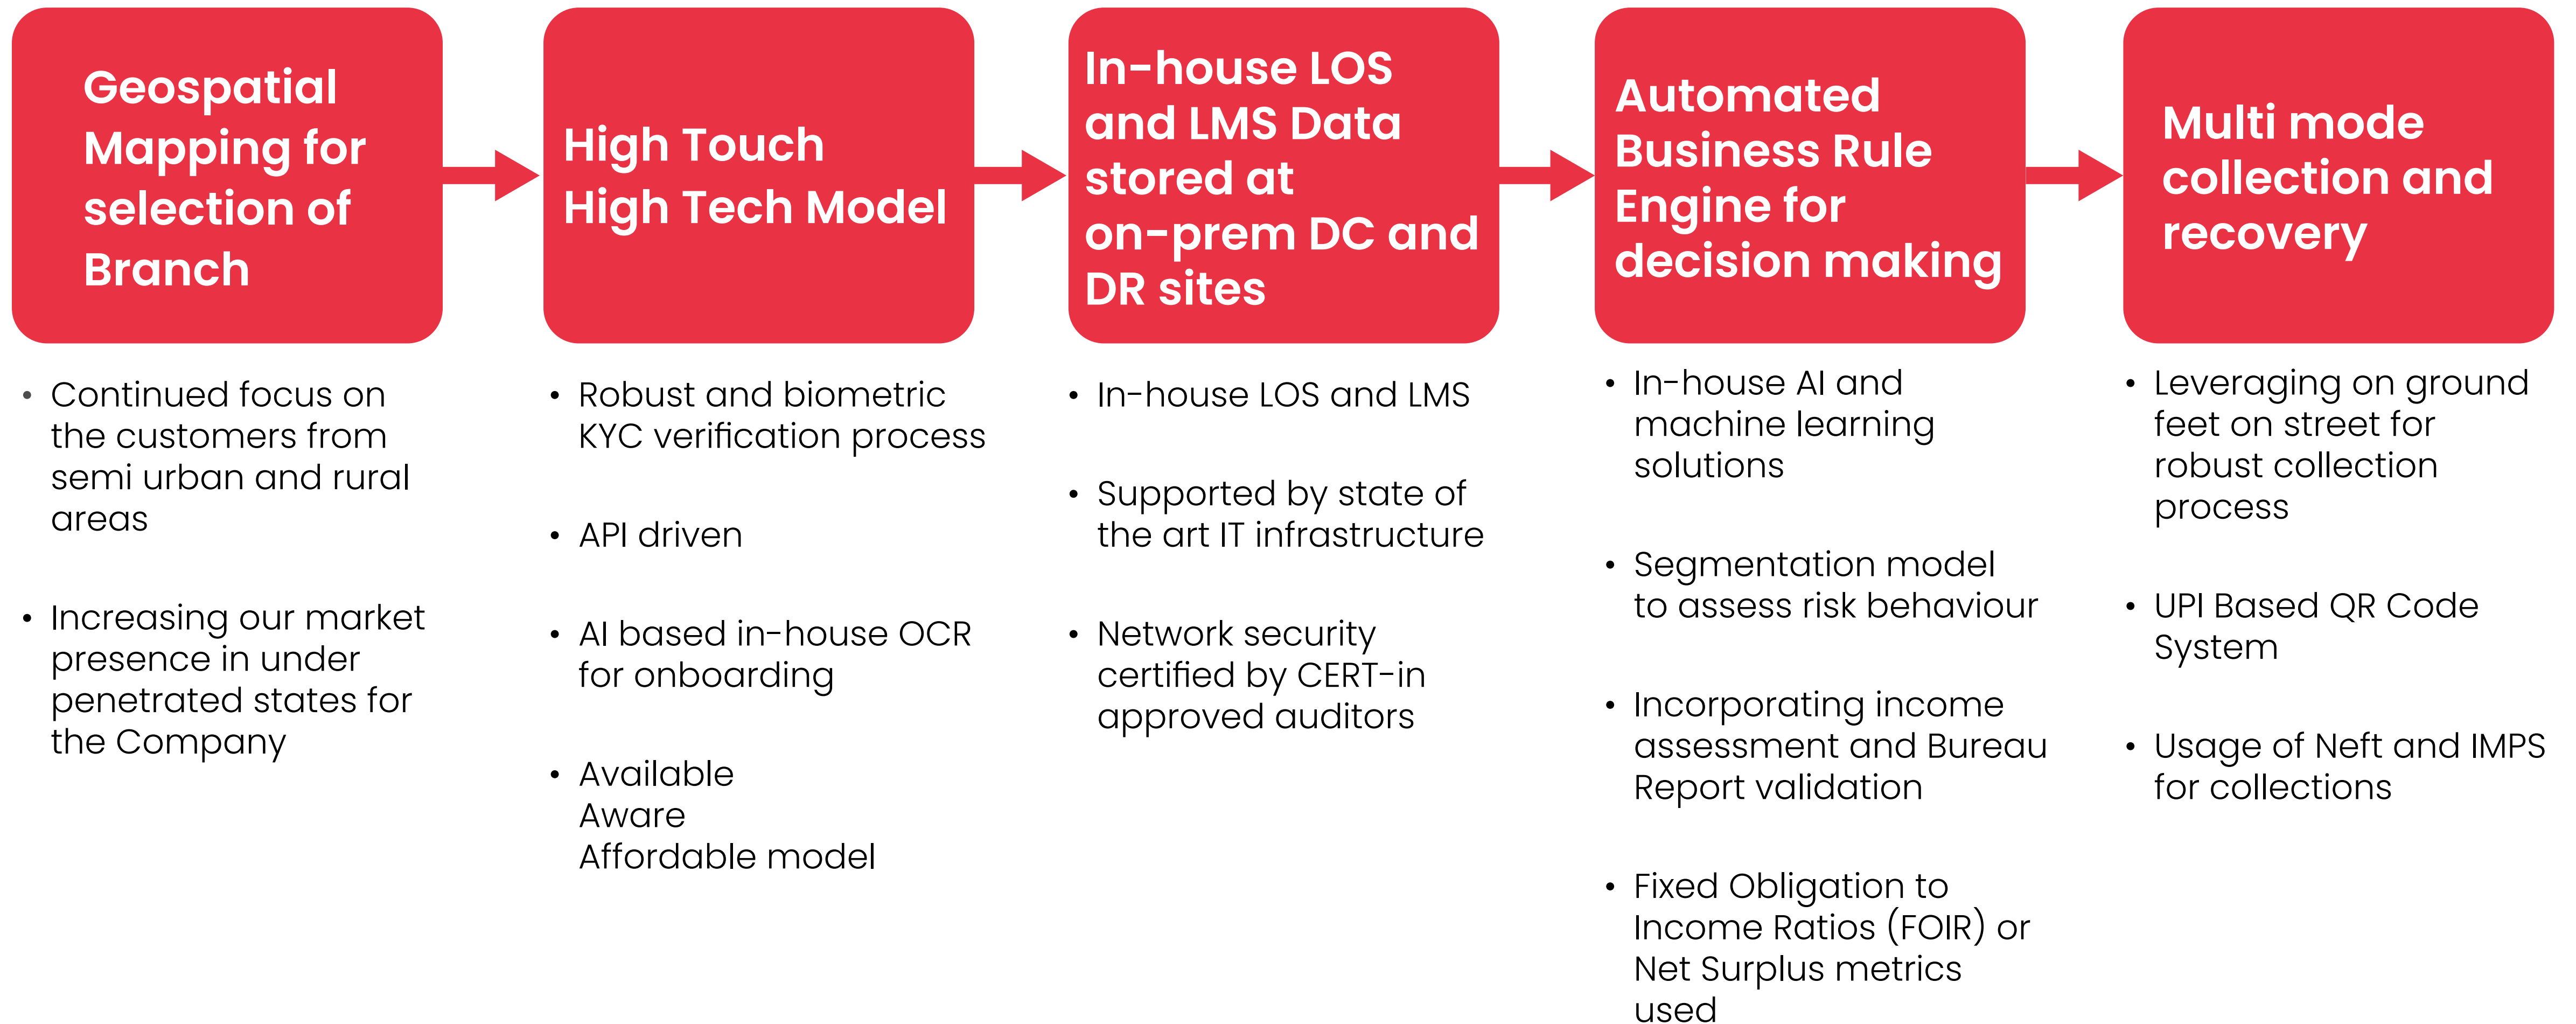 Geospatial
Mapping for
selection of
Branch
High Touch
High Tech Model
In-house LOS
and LMS Data
stored at
on-prem DC and
DR sites
Automated
Business Rule
Engine for
decision making
Multi mode
collection and
recovery
• Continued focus on
the customers from
semi urban and rural
areas
• Increasing our market
presence in under
penetrated states for
the Company
• Robust and biometric
KYC verification process
• API driven
• AI based in-house OCR
for onboarding
• Available
Aware
Affordable model
• In-house LOS and LMS
• Supported by state of
the art IT infrastructure
• Network security
certified by CERT-in
approved auditors
• In-house AI and
machine learning
solutions
• Segmentation model
to assess risk behaviour
• Incorporating income
assessment and Bureau
Report validation
• Fixed Obligation to
Income Ratios (FOIR) or
Net Surplus metrics
used
• Leveraging on ground
feet on street for
robust collection
process
• UPI Based QR Code
System
• Usage of Neft and IMPS
for collections